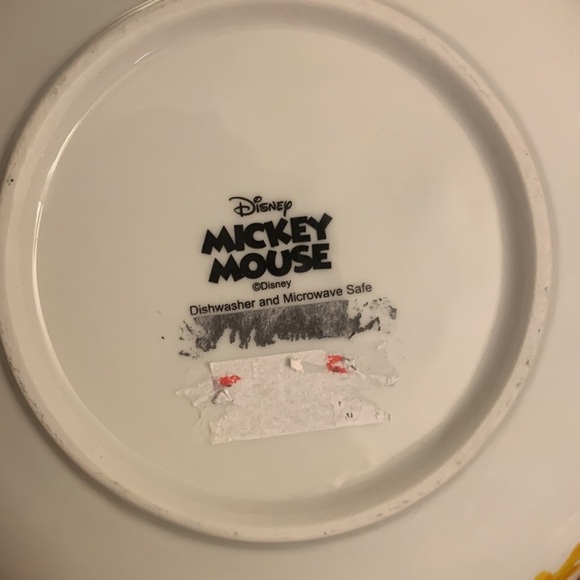 Disney
MICKEY
MOUSE
©Disney
Dishwasher and Microwave Safe